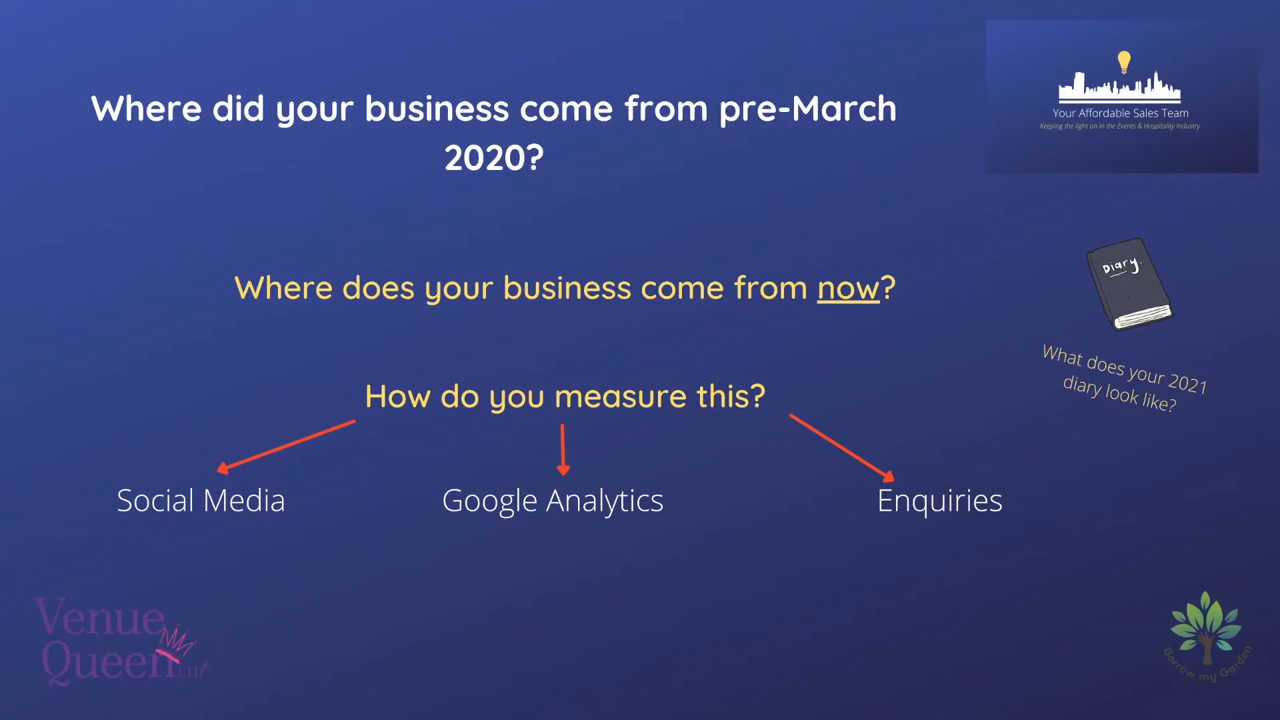 Where did your business come from pre-March
2020?
Your Affordable Sales Team
Keeping the light on in the Events & Hospitality Industry
Where does your business come from now?
Diary.
What does your 2021
diary look like?
How do you measure this?
Social Media
Google Analytics
Enquiries
Venue
Queen LTD®
Borrow my Garden